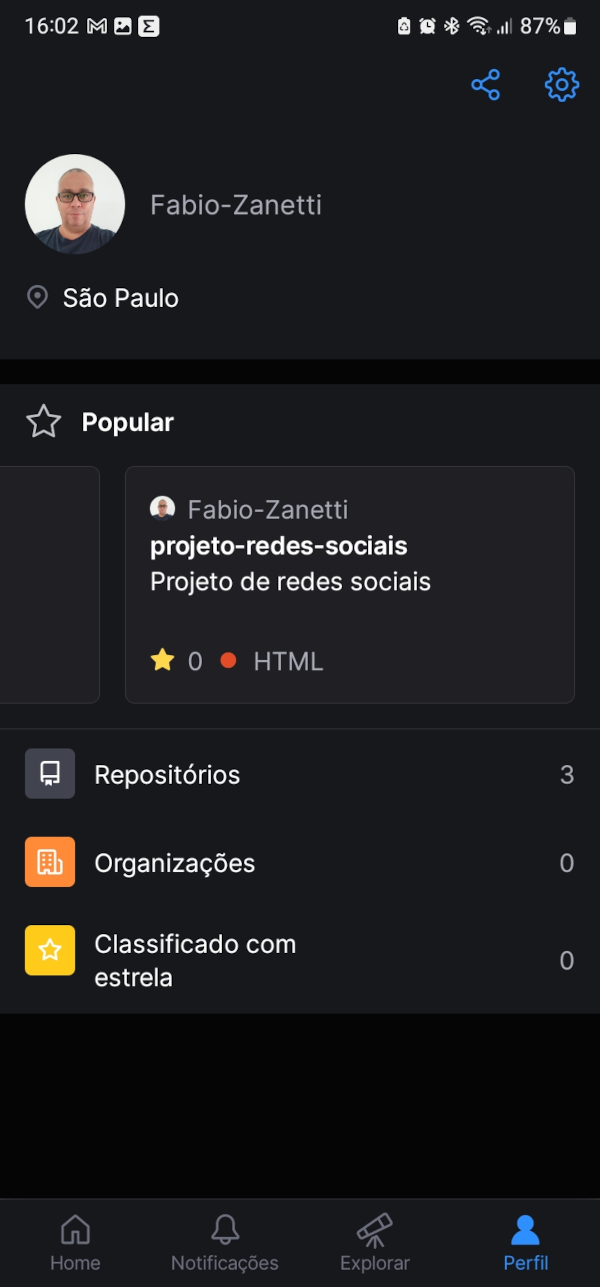 16:02 87%
Fabio-Zanetti
São Paulo
Popular
Fabio-Zanetti
projeto-redes-sociais
Projeto de redes sociais
0 HTML
Repositórios 3
Organizações 0
Classificado com
estrela 0
Home Notificações Explorar Perfil